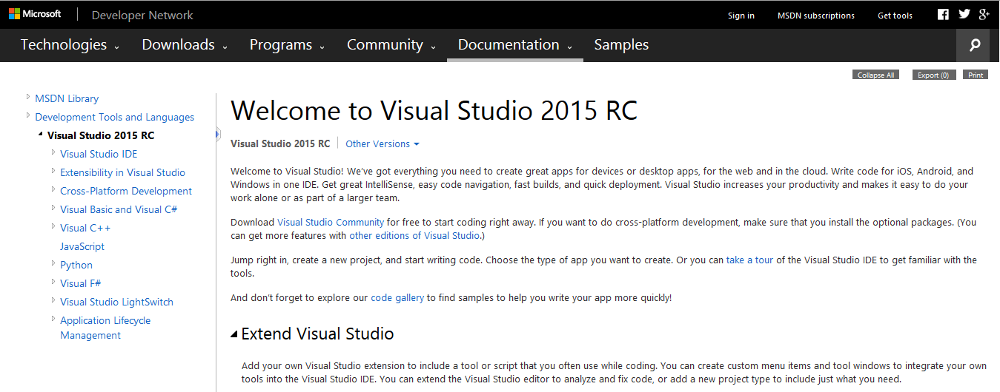 Microsoft Developer Network Sign in MSDN subscriptions Get tools
Technologies Downloads Programs Community Documentation Samples
Collapse All Export (0) Print
MSDN Library
Development Tools and Languages
Visual Studio 2015 RC
Visual Studio IDE
Extensibility in Visual Studio
Cross-Platform Development
Visual Basic and Visual C#
Visual C++
JavaScript
Python
Visual F#
Visual Studio LightSwitch
Application Lifecycle
Management
Welcome to Visual Studio 2015 RC
Visual Studio 2015 RC Other Versions
Welcome to Visual Studio! We've got everything you need to create great apps for devices or desktop apps, for the web and in the cloud. Write code for iOS, Android, and
Windows in one IDE. Get great IntelliSense, easy code navigation, fast builds, and quick deployment. Visual Studio increases your productivity and makes it easy to do your
work alone or as part of a larger team.
Download Visual Studio Community for free to start coding right away. If you want to do cross-platform development, make sure that you install the optional packages. (You
can get more features with other editions of Visual Studio.)
Jump right in, create a new project, and start writing code. Choose the type of app you want to create. Or you can take a tour of the Visual Studio IDE to get familiar with the
tools.
And don't forget to explore our code gallery to find samples to help you write your app more quickly!
Extend Visual Studio
Add your own Visual Studio extension to include a tool or script that you often use while coding. You can create custom menu items and tool windows to integrate your own
tools into the Visual Studio IDE. You can extend the Visual Studio editor to analyze and fix code, or add a new project type to include just what you need.